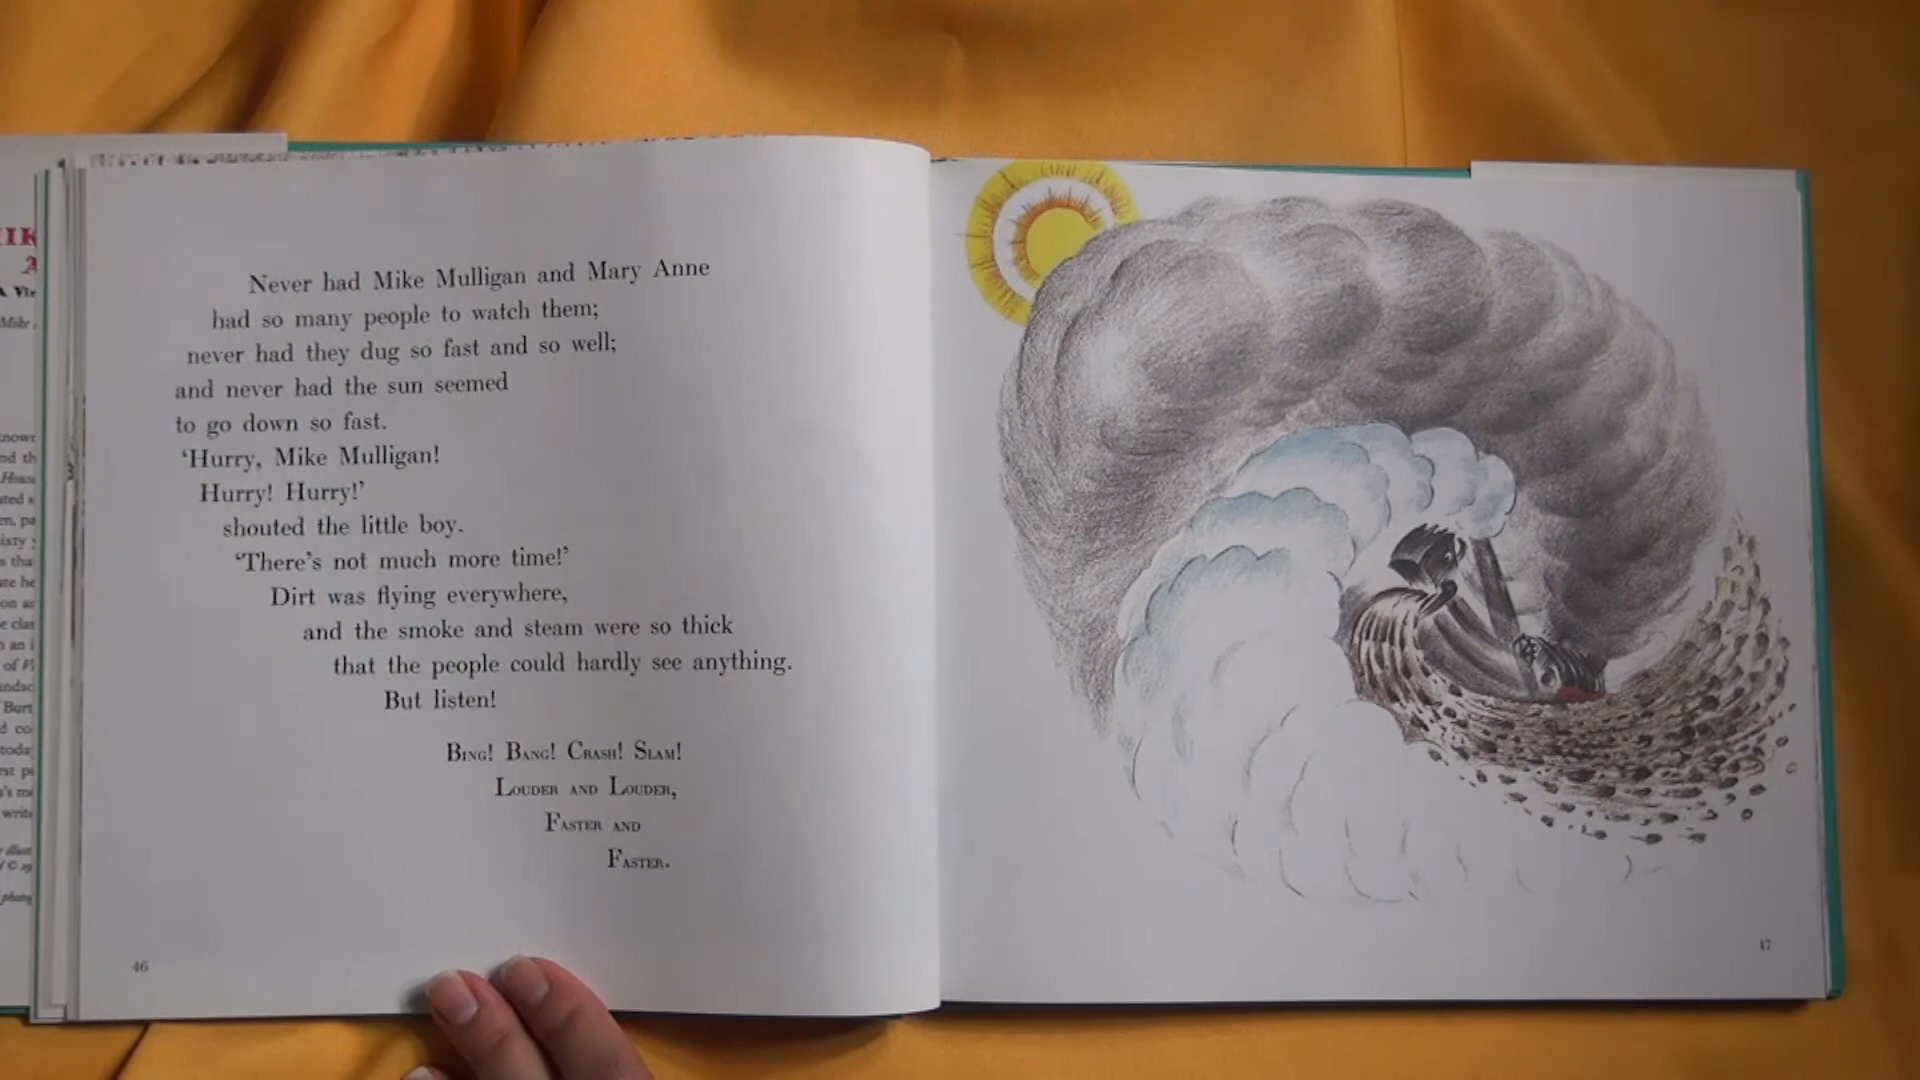 Never had Mike Mulligan and Mary Anne
had so many people to watch them;
never had they dug so fast and so well;
and never had the sun seemed
to go down so fast.
‘Hurry, Mike Mulligan!
Hurry! Hurry!’
shouted the little boy.
‘There’s not much more time!’
Dirt was flying everywhere,
and the smoke and steam were so thick
that the people could hardly see anything.
But listen!
BING! BANG! CRASH! SLAM!
LOUDER AND LOUDER,
FASTER AND
FASTER.
46
47